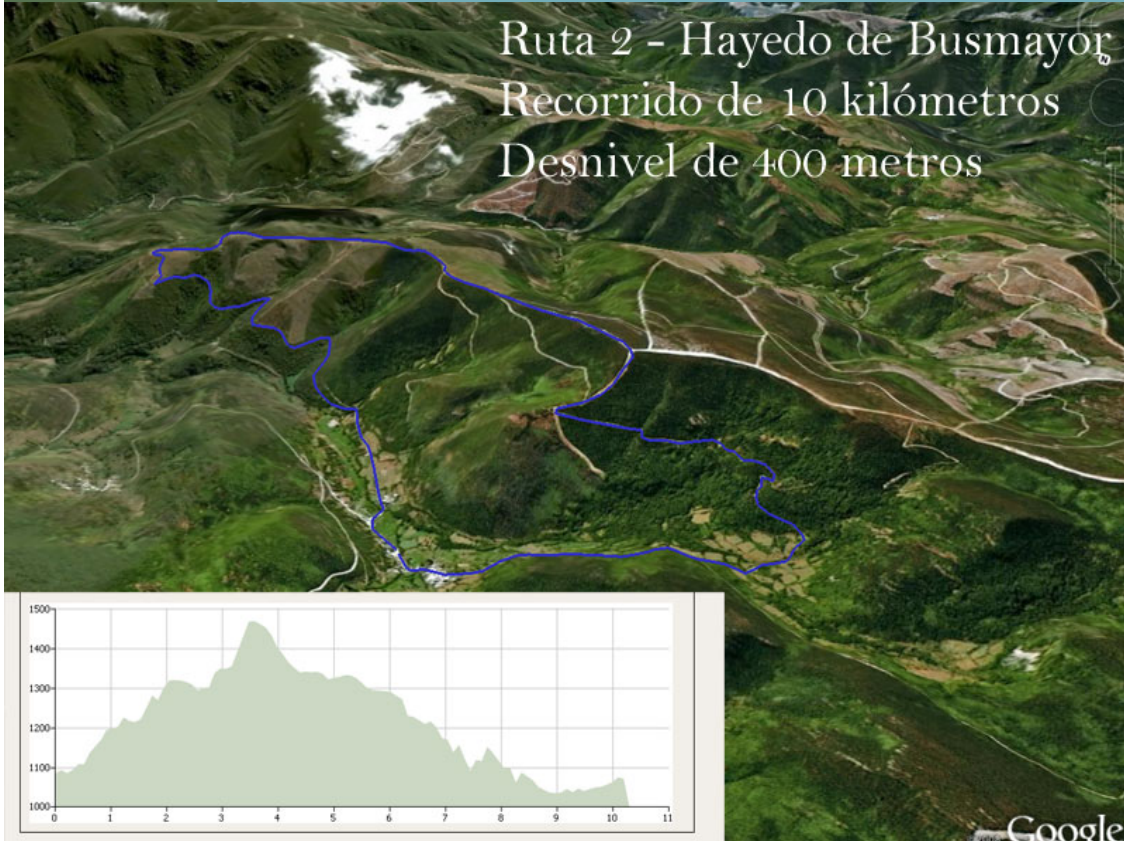 Ruta 2 - Hayedo de Busmayor
Recorrido de 10 kilómetros
Desnivel de 400 metros
N
1500
1400
1300
1200
1100
1000
0 1 2 3 4 5 6 7 8 9 10 11
Google